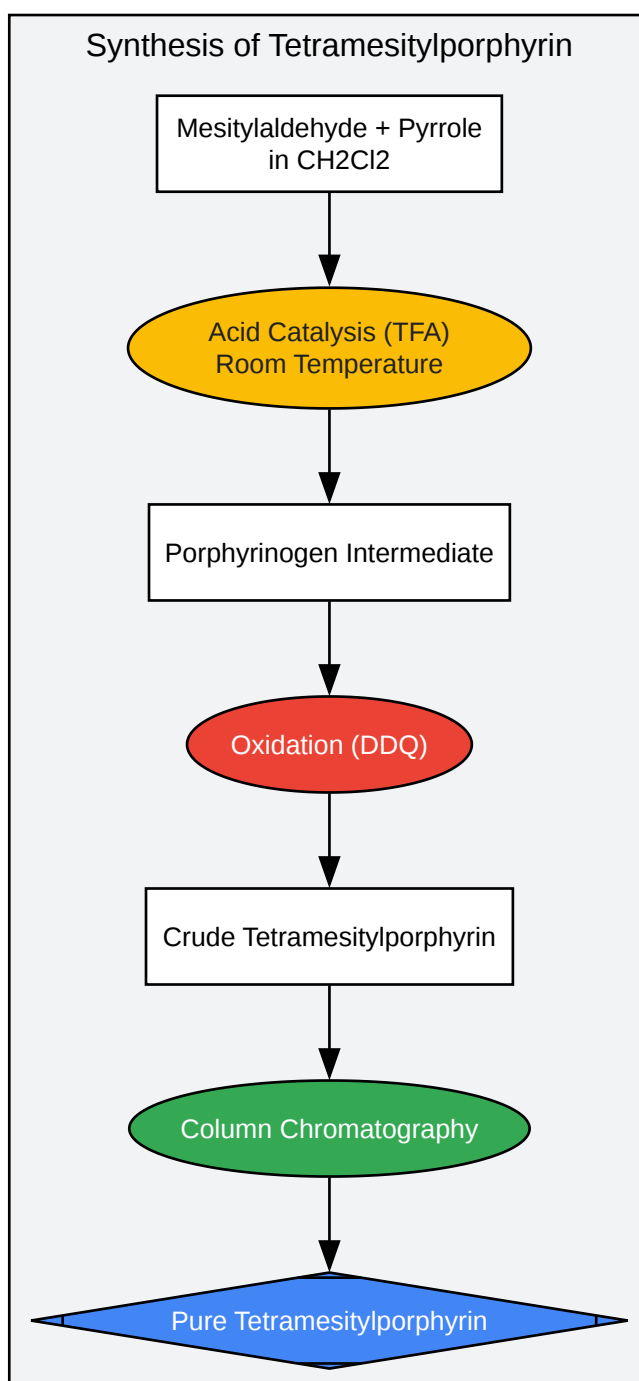 Synthesis of Tetramesitylporphyrin
Mesitylaldehyde + Pyrrole
in CH2Cl2
Acid Catalysis (TFA)
Room Temperature
Porphyrinogen Intermediate
Oxidation (DDQ)
Crude Tetramesitylporphyrin
Column Chromatography
Pure Tetramesitylporphyrin